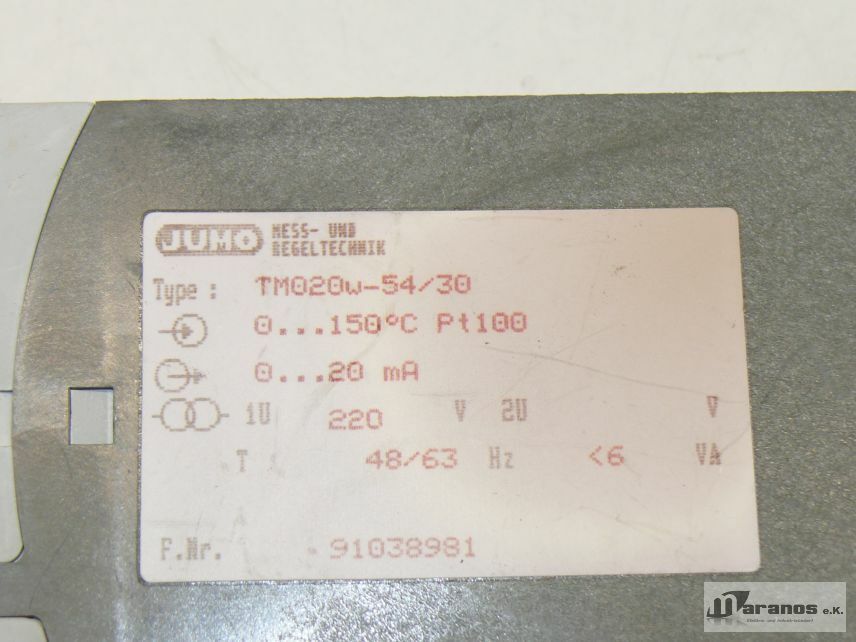 JUMO MESS- UND
REGELTECHNIK
Type : TM020w-54/30
0...150°C Pt100
0...20 mA
1U 220 V 2U V
T 48/63 Hz <6 VA
F.Nr. 91038981
Maranos e.K.